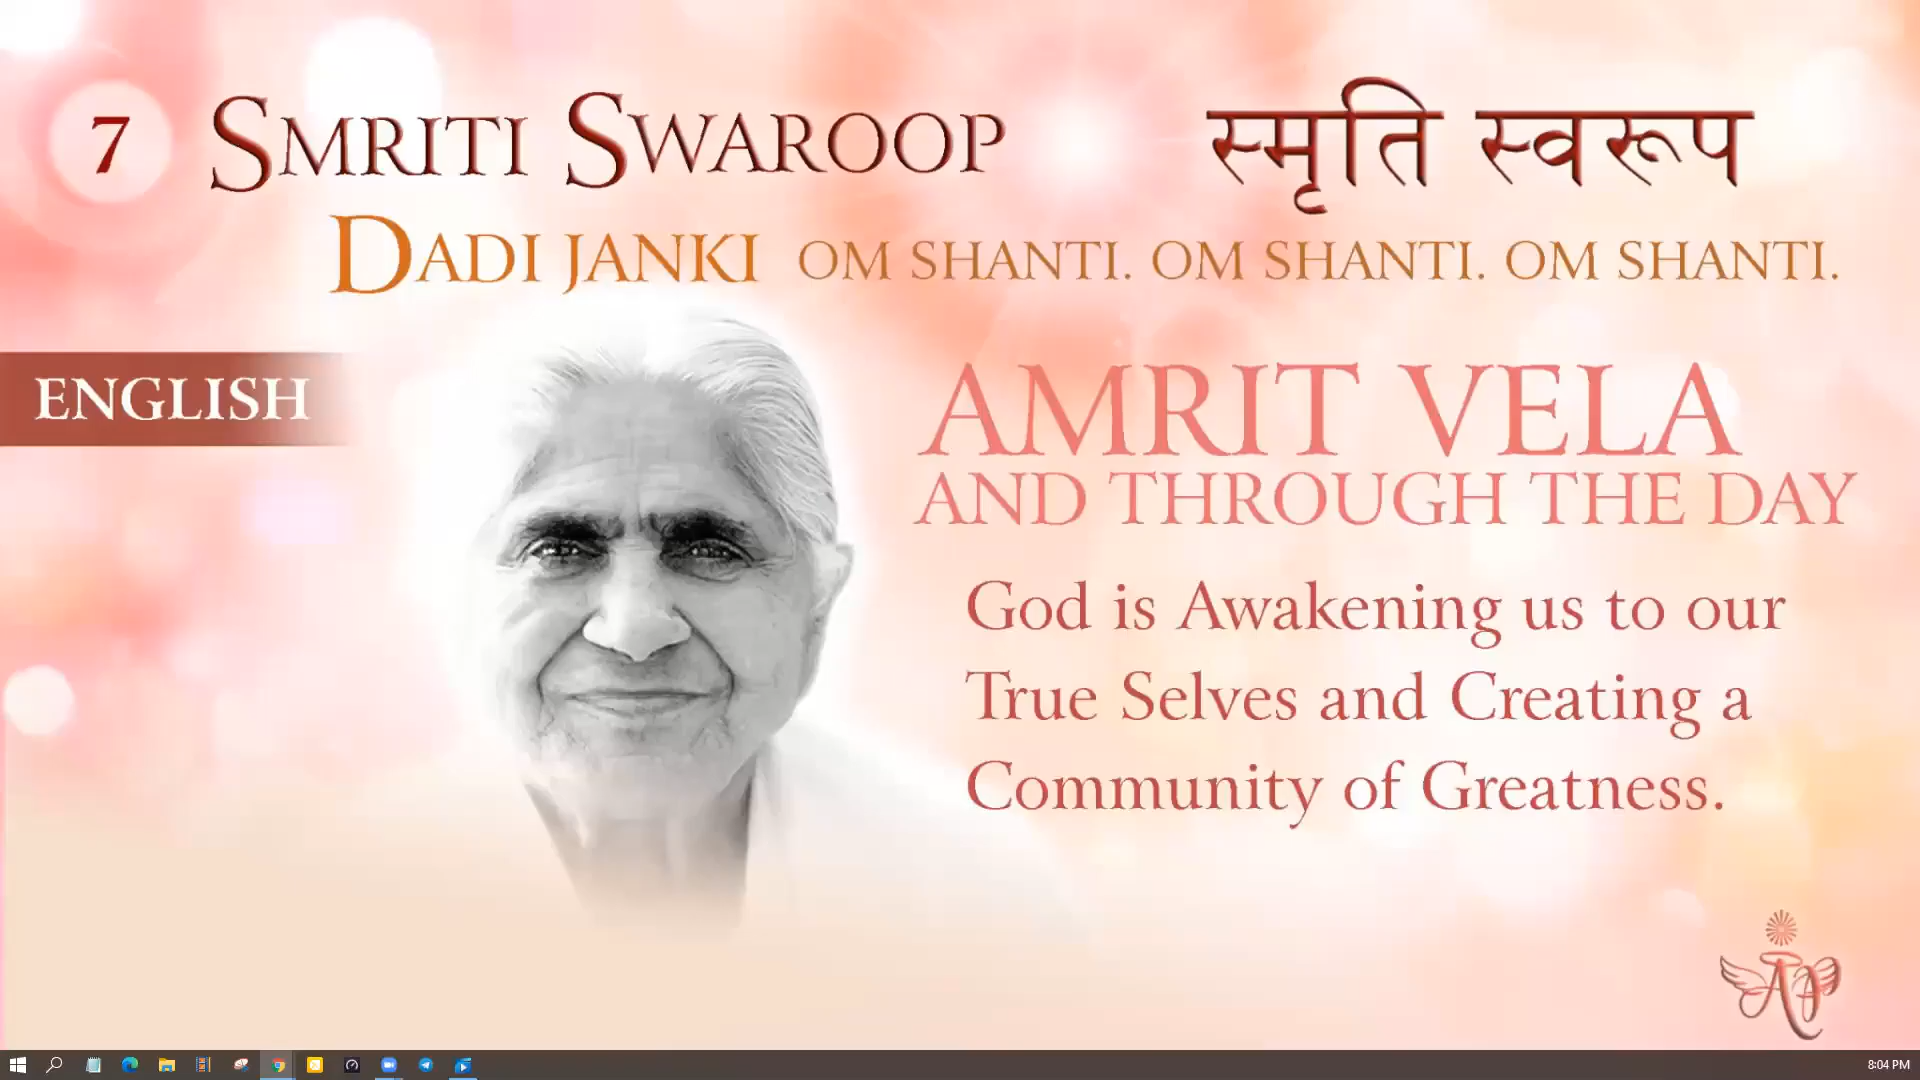 7 SMRITI SWAROOP स्मृति स्वरूप
DADI JANKI OM SHANTI. OM SHANTI. OM SHANTI.
ENGLISH
AMRIT VELA
AND THROUGH THE DAY
God is Awakening us to our
True Selves and Creating a
Community of Greatness.
8:04 PM